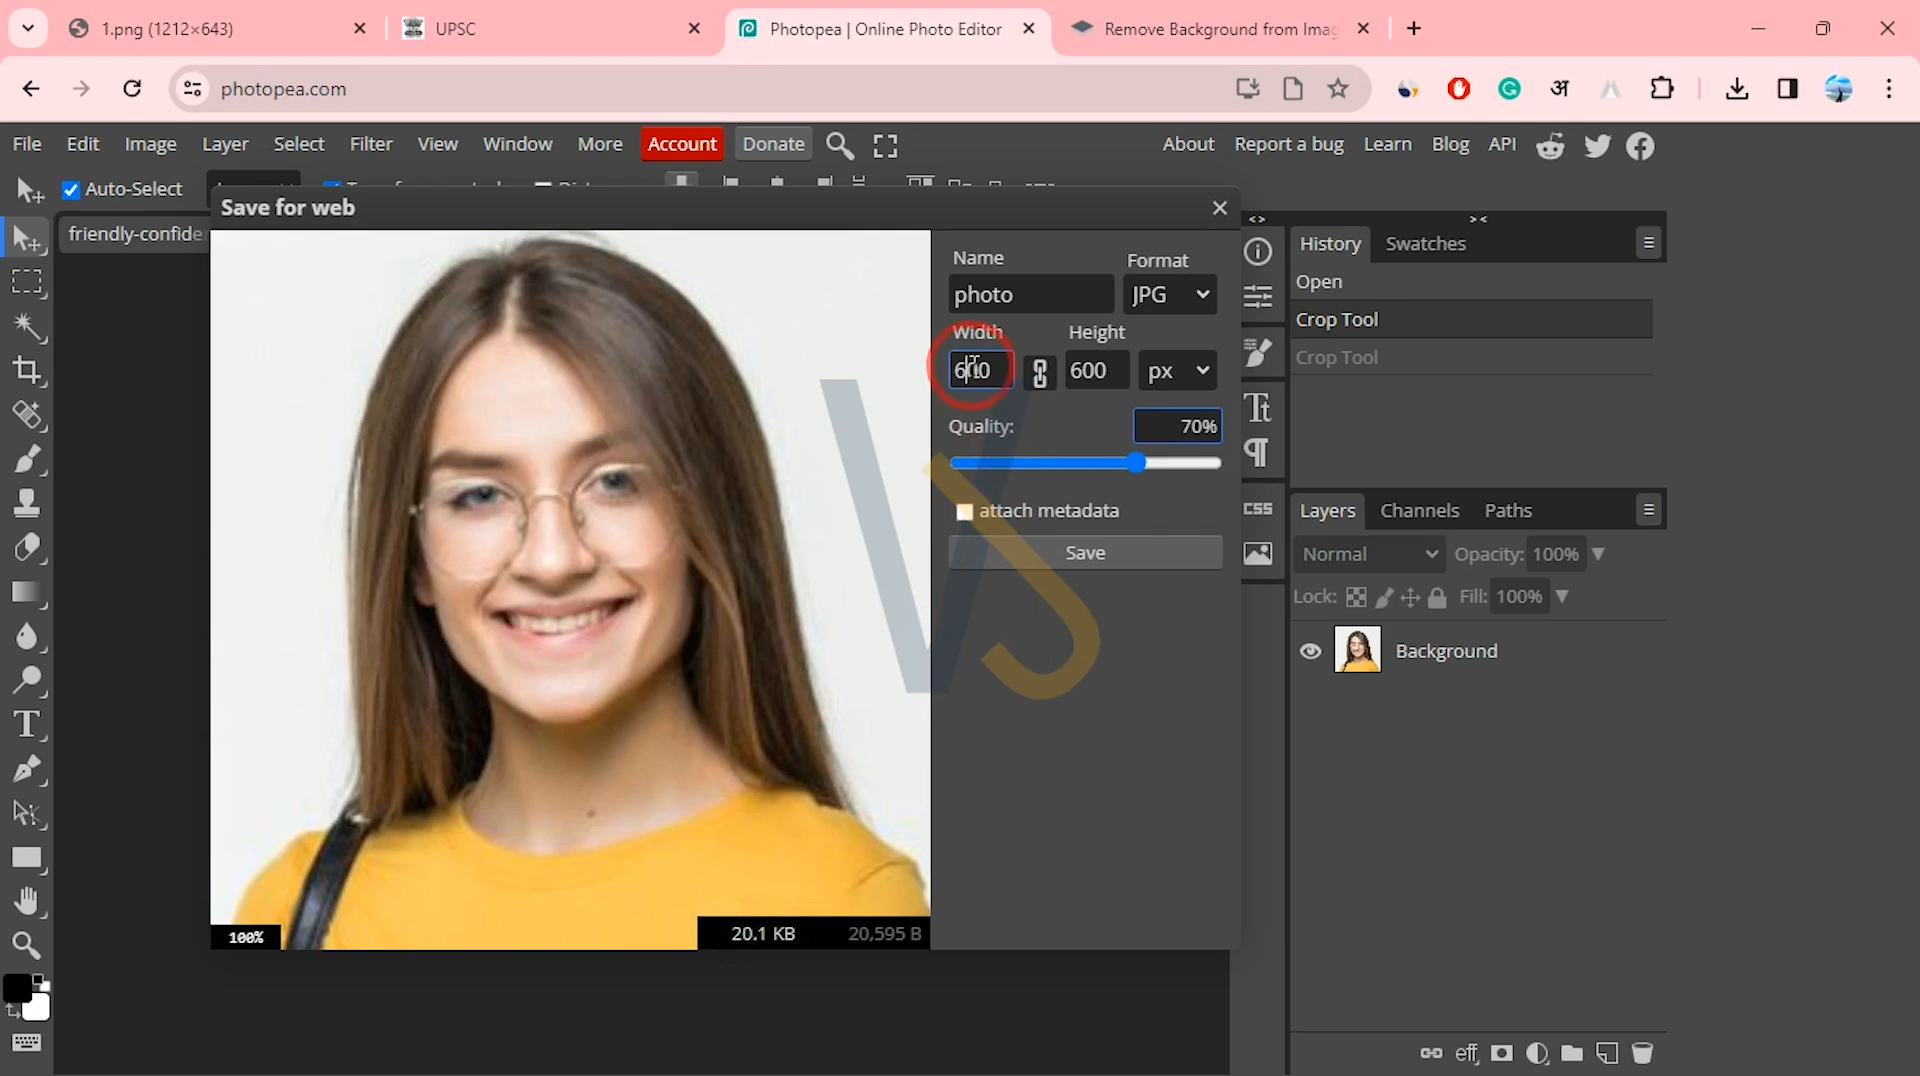 1.png (1212×643)
UPSC
Photopea | Online Photo Editor
Remove Background from Imag
photopea.com
अ
File Edit Image Layer Select Filter View Window More Account Donate
About Report a bug Learn Blog API
Auto-Select
Save for web
friendly-confider
Name
Format
photo
JPG
Width
Height
600
600
px
Quality:
70%
attach metadata
Save
100%
20.1 KB
20,595 B
History
Swatches
Open
Crop Tool
Crop Tool
CSS
Layers
Channels
Paths
Normal
Opacity: 100%
Lock:
Fill: 100%
Background
eff
VJ